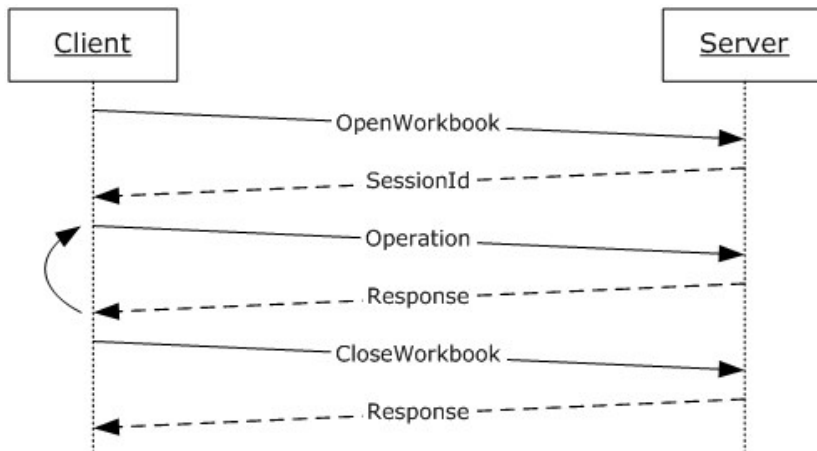 Client
Server
OpenWorkbook
SessionId
Operation
Response
CloseWorkbook
Response